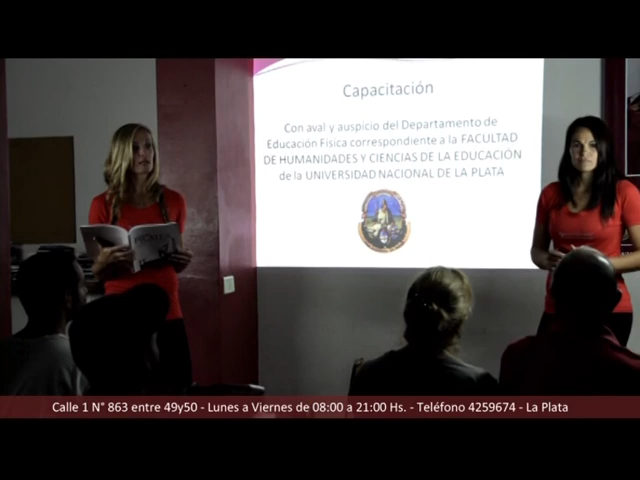 Capacitación
Con aval y auspicio del Departamento de
Educación Física correspondiente a la FACULTAD
DE HUMANIDADES Y CIENCIAS DE LA EDUCACIÓN
de la UNIVERSIDAD NACIONAL DE LA PLATA
Calle 1 N° 863 entre 49y50 - Lunes a Viernes de 08:00 a 21:00 Hs. - Teléfono 4259674 - La Plata